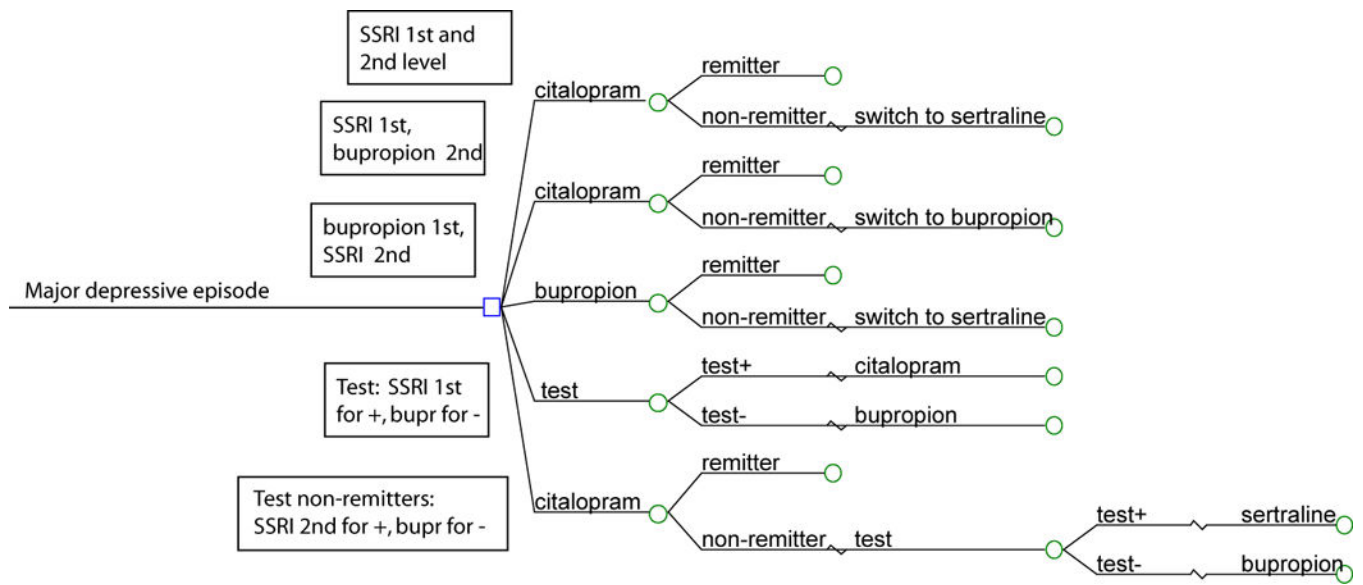 SSRI 1st and
2nd level
remitter
citalopram
non-remitter
switch to sertraline
SSRI 1st,
bupropion 2nd
remitter
citalopram
non-remitter
switch to bupropion
bupropion 1st,
SSRI 2nd
remitter
Major depressive episode
bupropion
non-remitter
switch to sertraline
Test: SSRI 1st
for +, bupr for -
test
test+
citalopram
test-
bupropion
remitter
Test non-remitters:
SSRI 2nd for +, bupr for -
citalopram
non-remitter
test
test+
sertraline
test-
bupropion